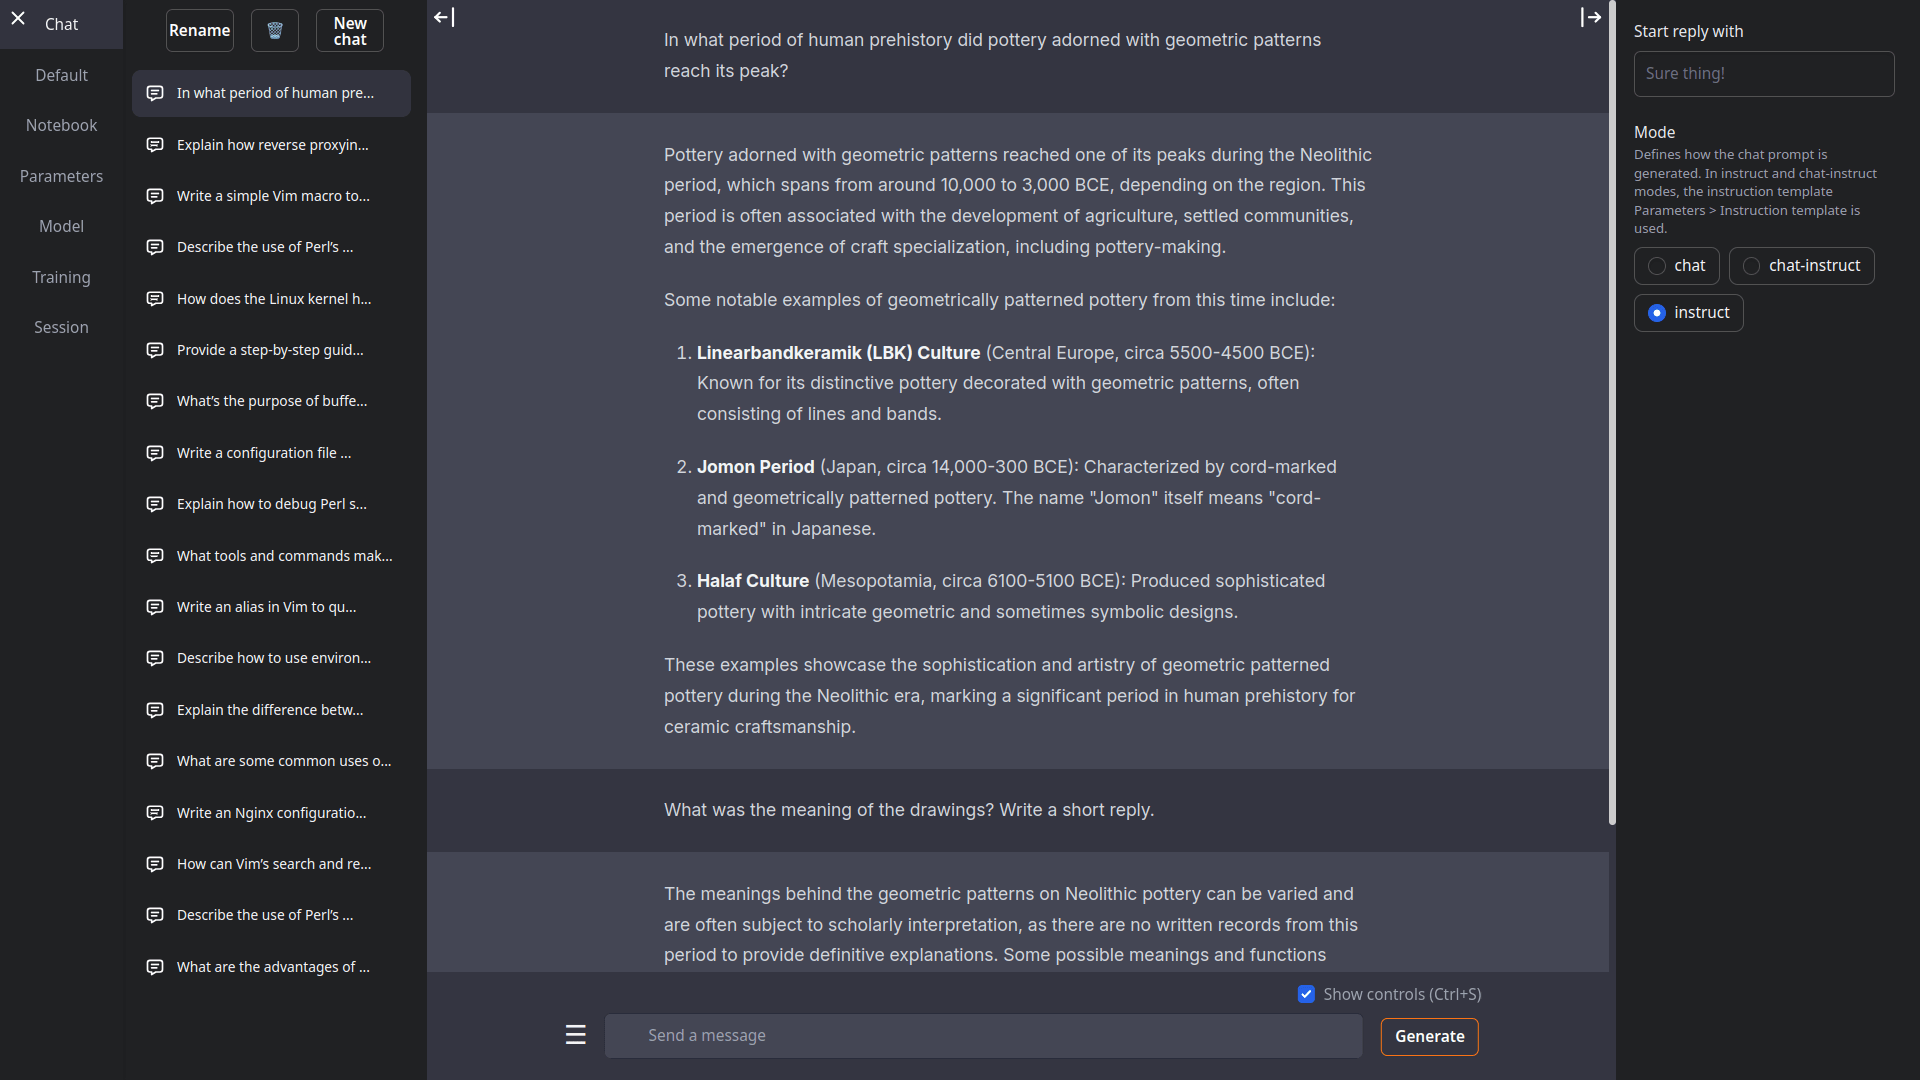 Chat
Default
Notebook
Parameters
Model
Training
Session
Rename
New
chat
In what period of human pre...
Explain how reverse proxyin...
Write a simple Vim macro to...
Describe the use of Perl’s ...
How does the Linux kernel h...
Provide a step-by-step guid...
What’s the purpose of buffe...
Write a configuration file ...
Explain how to debug Perl s...
What tools and commands mak...
Write an alias in Vim to qu...
Describe how to use environ...
Explain the difference betw...
What are some common uses o...
Write an Nginx configuratio...
How can Vim’s search and re...
Describe the use of Perl’s ...
What are the advantages of ...
In what period of human prehistory did pottery adorned with geometric patterns
reach its peak?
Pottery adorned with geometric patterns reached one of its peaks during the Neolithic
period, which spans from around 10,000 to 3,000 BCE, depending on the region. This
period is often associated with the development of agriculture, settled communities,
and the emergence of craft specialization, including pottery-making.
Some notable examples of geometrically patterned pottery from this time include:
1. Linearbandkeramik (LBK) Culture (Central Europe, circa 5500-4500 BCE):
Known for its distinctive pottery decorated with geometric patterns, often
consisting of lines and bands.
2. Jomon Period (Japan, circa 14,000-300 BCE): Characterized by cord-marked
and geometrically patterned pottery. The name "Jomon" itself means "cord-
marked" in Japanese.
3. Halaf Culture (Mesopotamia, circa 6100-5100 BCE): Produced sophisticated
pottery with intricate geometric and sometimes symbolic designs.
These examples showcase the sophistication and artistry of geometric patterned
pottery during the Neolithic era, marking a significant period in human prehistory for
ceramic craftsmanship.
What was the meaning of the drawings? Write a short reply.
The meanings behind the geometric patterns on Neolithic pottery can be varied and
are often subject to scholarly interpretation, as there are no written records from this
period to provide definitive explanations. Some possible meanings and functions
Show controls (Ctrl+S)
Send a message
Generate
Start reply with
Sure thing!
Mode
Defines how the chat prompt is
generated. In instruct and chat-instruct
modes, the instruction template
Parameters > Instruction template is
used.
chat
chat-instruct
instruct